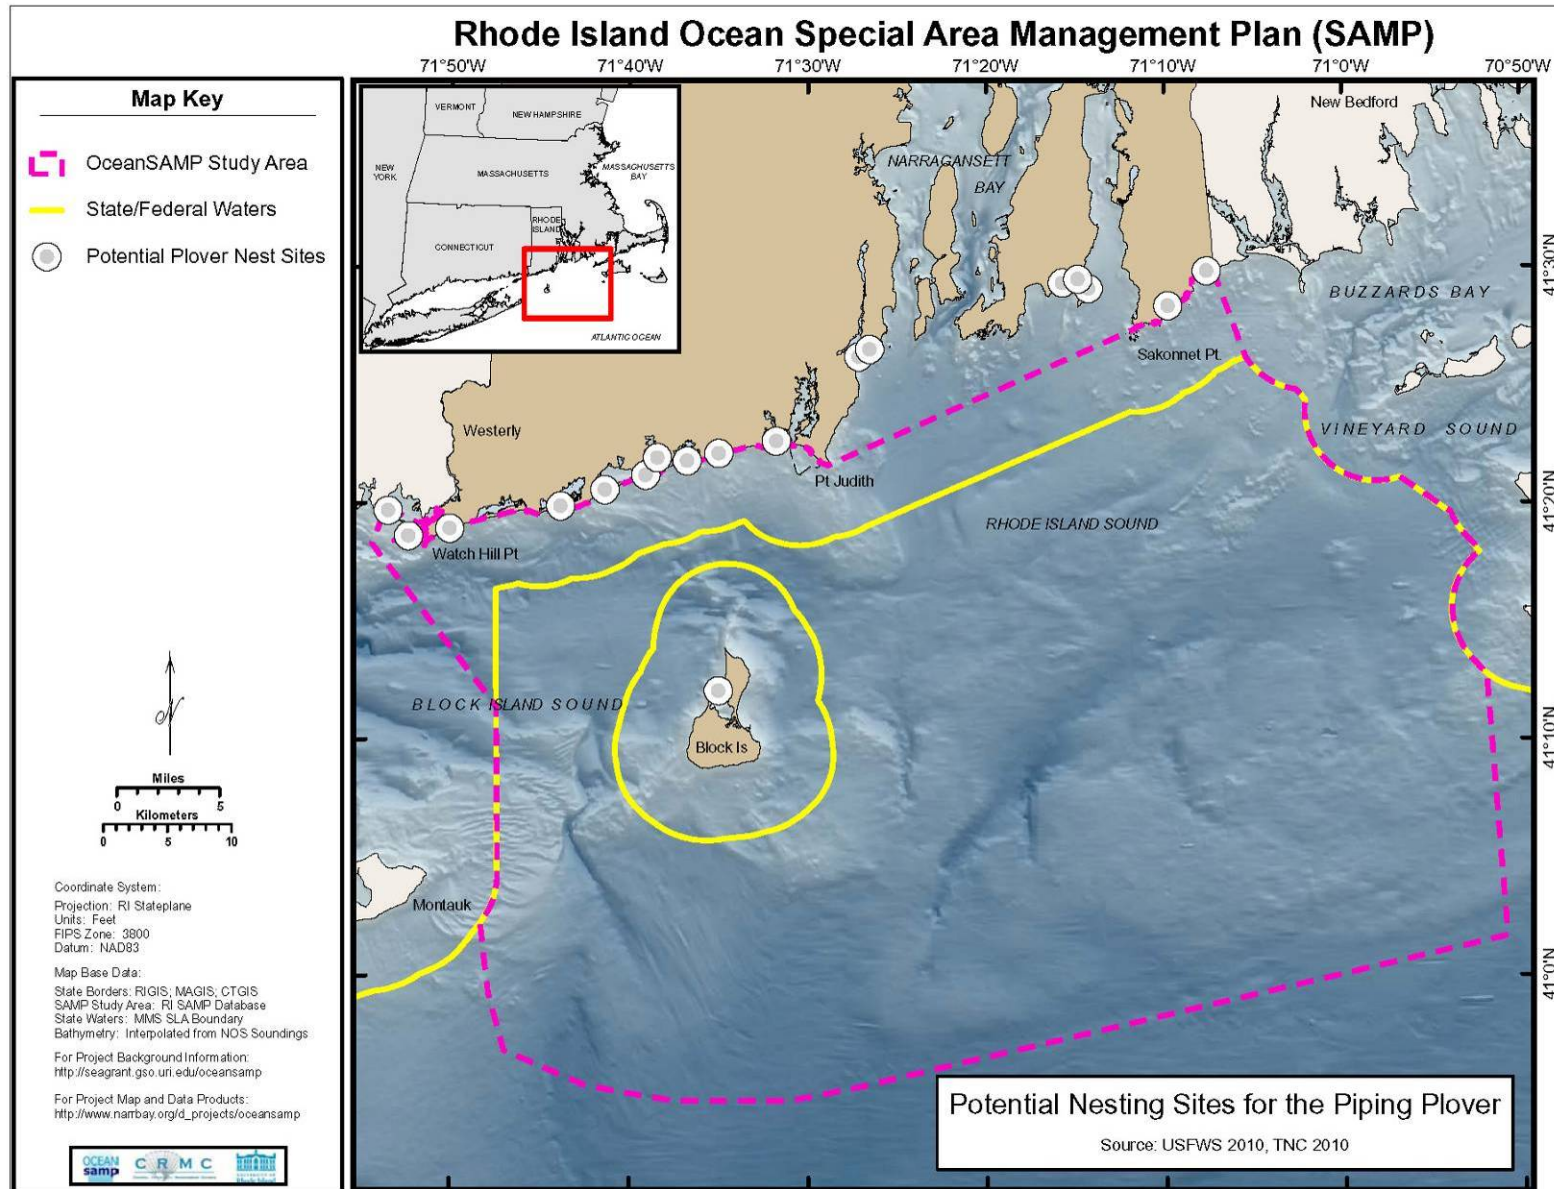 Rhode Island Ocean Special Area Management Plan (SAMP)
71°50'W 71°40'W 71°30'W 71°20'W 71°10'W 71°0'W 70°50'W
Map Key
OceanSAMP Study Area
State/Federal Waters
Potential Plover Nest Sites
VERMONT
NEW HAMPSHIRE
NEW
YORK
MASSACHUSETTS
MASSACHUSETTS
BAY
RHODE
ISLAND
CONNECTICUT
ATLANTIC OCEAN
New Bedford
NARRAGANSETT
BAY
41°30'N
BUZZARDS BAY
Sakonnet Pt.
Westerly
VINEYARD SOUND
Pt Judith
41°20'N
RHODE ISLAND SOUND
Watch Hill Pt
BLOCK ISLAND SOUND
Block Is
41°10'N
Montauk
41°0'N
N
Miles
0 5
Kilometers
0 5 10
Coordinate System:
Projection: RI Stateplane
Units: Feet
FIPS Zone: 3800
Datum: NAD83
Map Base Data:
State Borders: RIGIS; MAGIS; CTGIS
SAMP Study Area: RI SAMP Database
State Waters: MMS SLA Boundary
Bathymetry: Interpolated from NOS Soundings
For Project Background Information:
http://seagrant.gso.uri.edu/oceansamp
For Project Map and Data Products:
http://www.narrbay.org/d_projects/oceansamp
OCEAN
samp
CRMC
Potential Nesting Sites for the Piping Plover
Source: USFWS 2010, TNC 2010